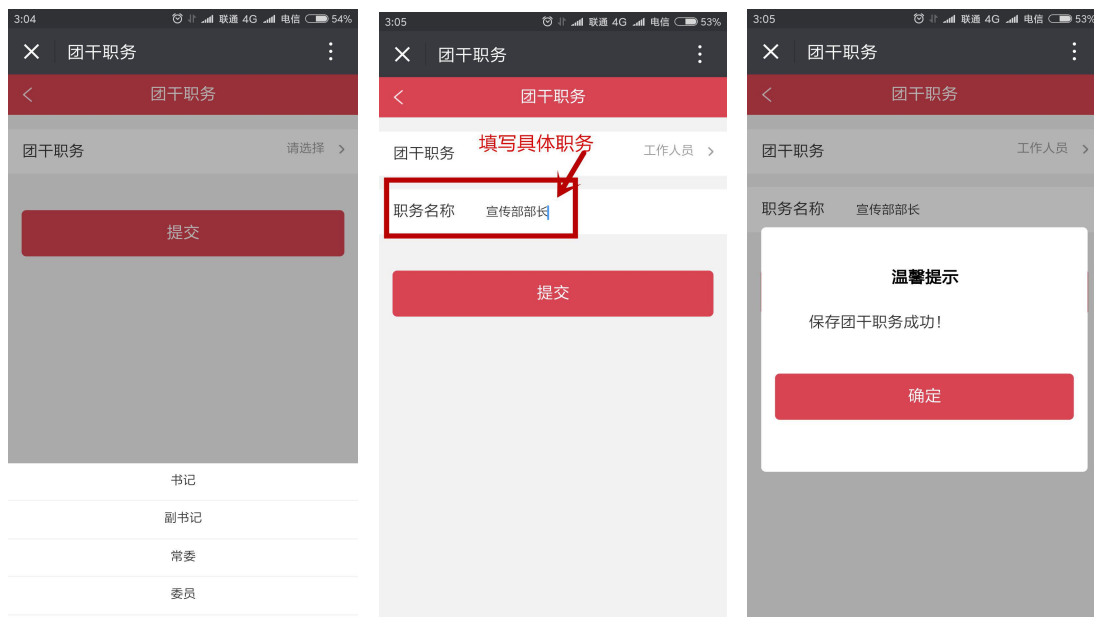 3:04 联通 4G 电信 54%
团干职务
团干职务
团干职务 请选择
提交
书记
副书记
常委
委员
3:05 联通 4G 电信 53%
团干职务
团干职务
填写具体职务
团干职务 工作人员
职务名称 宣传部部长
提交
3:05 联通 4G 电信 53%
团干职务
团干职务
团干职务 工作人员
职务名称 宣传部部长
温馨提示
保存团干职务成功!
确定